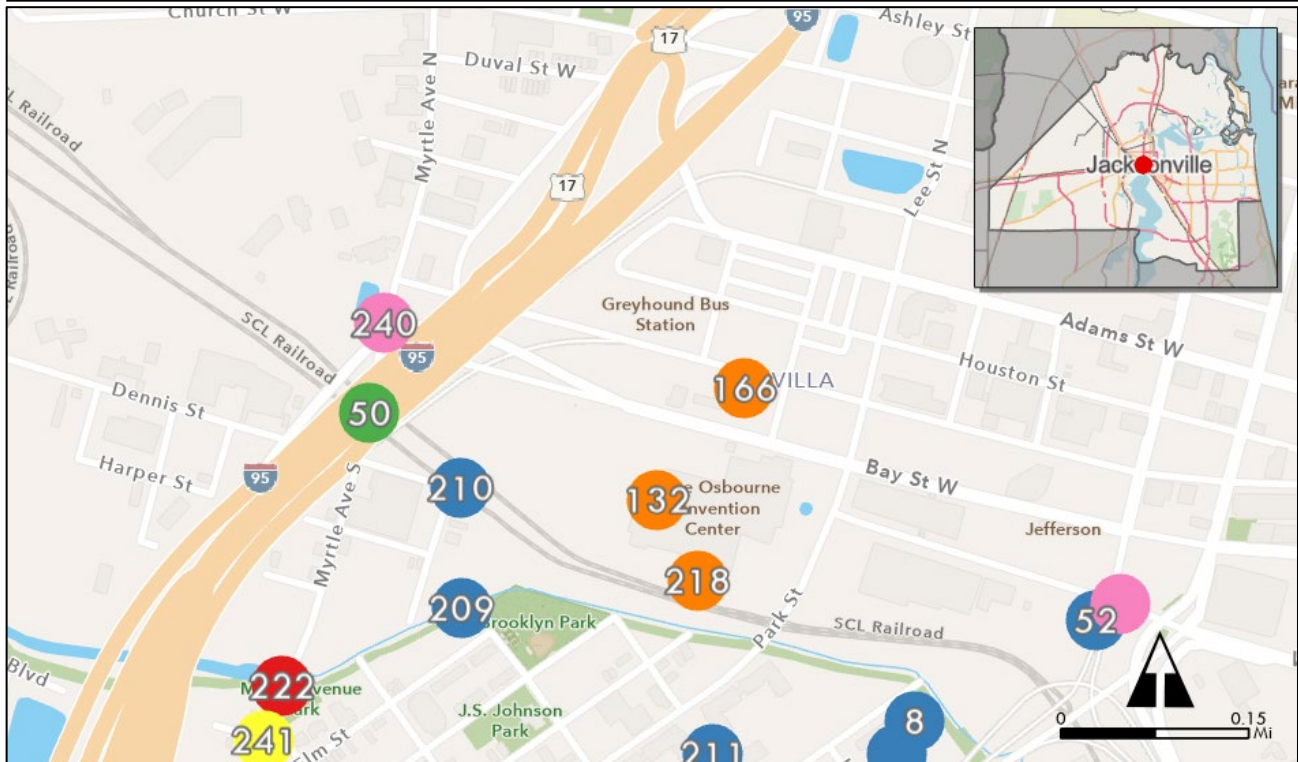 Church St W
95
Ashley St
17
Duval St W
Myrtle Ave N
CL Railroad
Lee St N
17
Jacksonville
Greyhound Bus
Station
Adams St W
Houston St
SCL Railroad
240
95
166
VILLA
Dennis St
50
Harper St
95
210
132
e Osbourne
nvention
Center
Bay St W
Jefferson
Myrtle Ave S
218
209
Brooklyn Park
Park St
SCL Railroad
52
222
venue
J.S. Johnson
Park
Blvd
241
Elm St
211
8
0 0.15
Mi